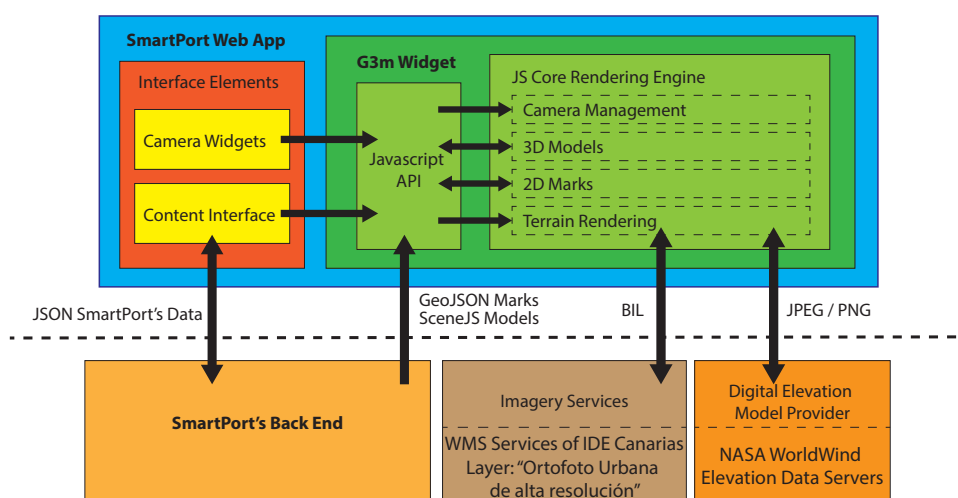 SmartPort Web App
Interface Elements
Camera Widgets
Content Interface
G3m Widget
Javascript
API
JS Core Rendering Engine
Camera Management
3D Models
2D Marks
Terrain Rendering
JSON SmartPort's Data
GeoJSON Marks
SceneJS Models
BIL
JPEG / PNG
SmartPort's Back End
Imagery Services
WMS Services of IDE Canarias
Layer: "Ortofoto Urbana
de alta resolución"
Digital Elevation
Model Provider
NASA WorldWind
Elevation Data Servers